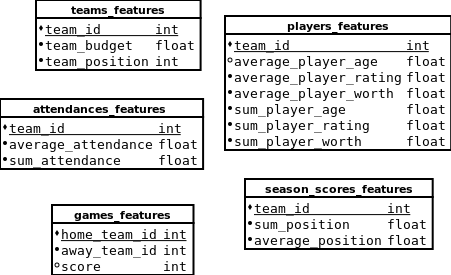 teams_features
team_id int
team_budget float
team_position int
players_features
team_id int
average_player_age float
average_player_rating float
average_player_worth float
sum_player_age float
sum_player_rating float
sum_player_worth float
attendances_features
team_id int
average_attendance float
sum_attendance float
season_scores_features
team_id int
sum_position float
average_position float
games_features
home_team_id int
away_team_id int
score int